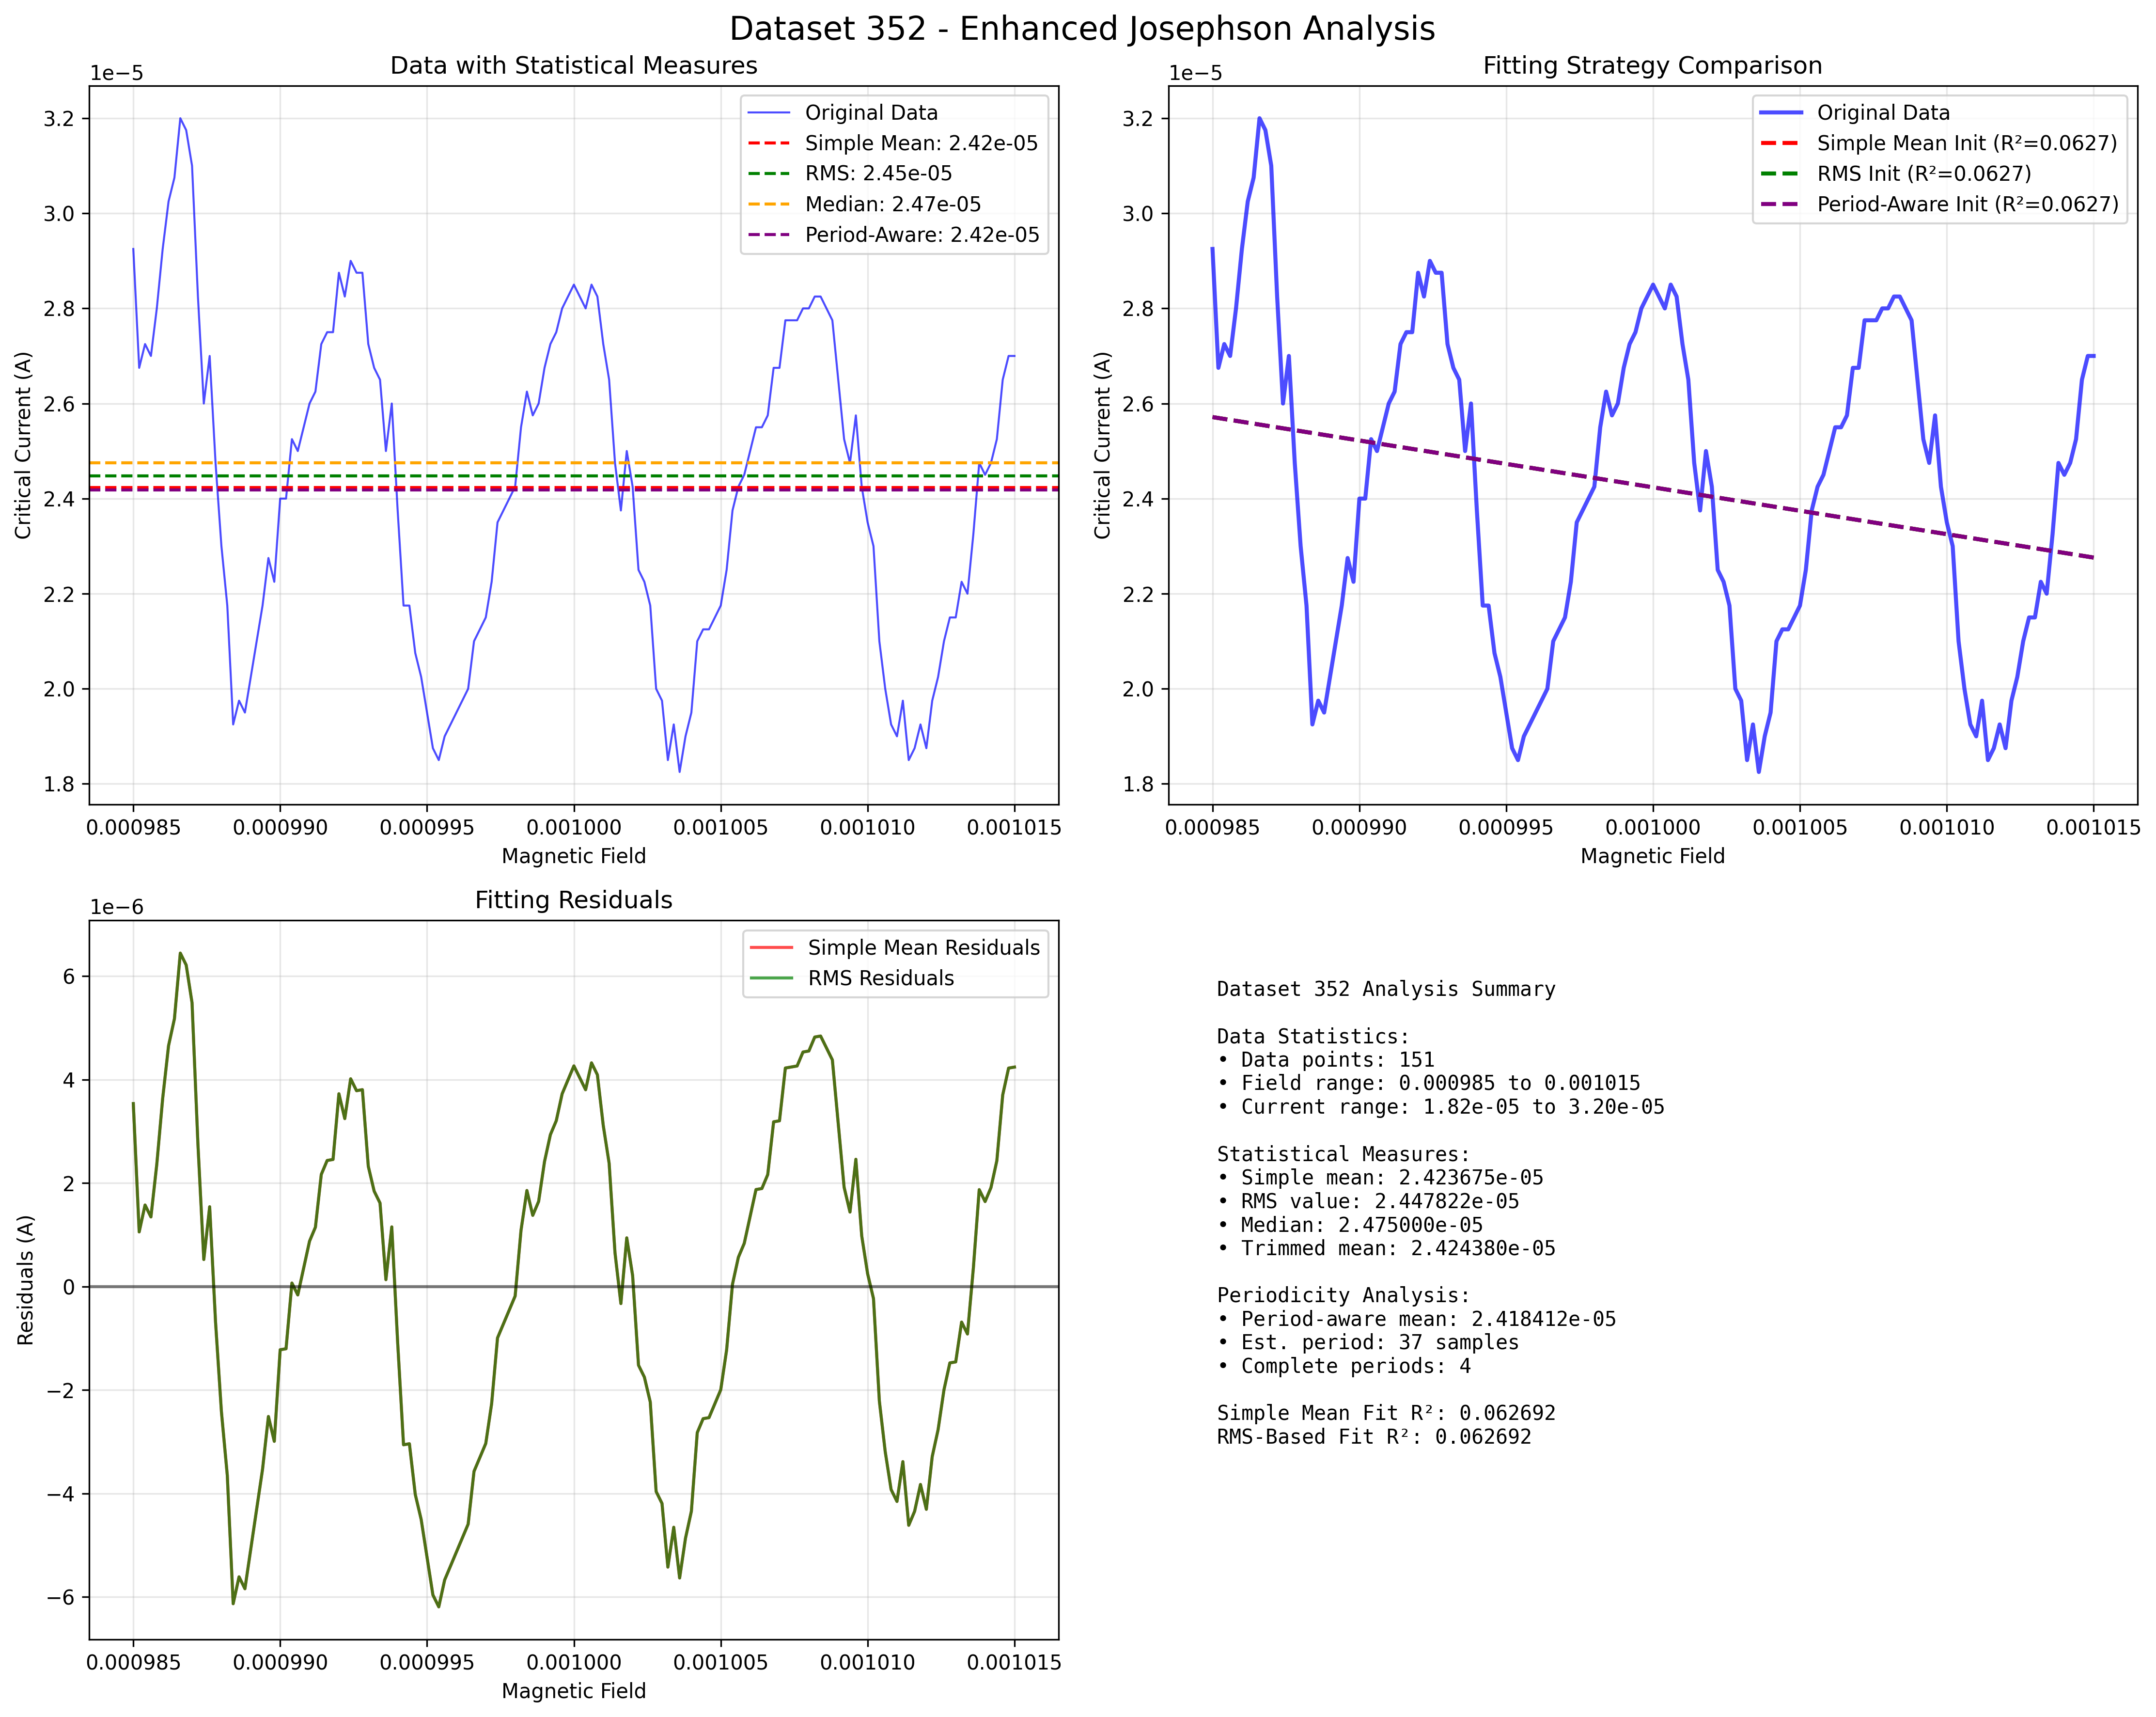 Dataset 352 - Enhanced Josephson Analysis
Data with Statistical Measures
1e−5
Critical Current (A)
3.2
3.0
2.8
2.6
2.4
2.2
2.0
1.8
Original Data
Simple Mean: 2.42e-05
RMS: 2.45e-05
Median: 2.47e-05
Period-Aware: 2.42e-05
0.000985 0.000990 0.000995 0.001000 0.001005 0.001010 0.001015
Magnetic Field
Fitting Strategy Comparison
1e−5
Critical Current (A)
3.2
3.0
2.8
2.6
2.4
2.2
2.0
1.8
Original Data
Simple Mean Init (R²=0.0627)
RMS Init (R²=0.0627)
Period-Aware Init (R²=0.0627)
0.000985 0.000990 0.000995 0.001000 0.001005 0.001010 0.001015
Magnetic Field
Fitting Residuals
1e−6
Residuals (A)
6
4
2
0
−2
−4
−6
Simple Mean Residuals
RMS Residuals
0.000985 0.000990 0.000995 0.001000 0.001005 0.001010 0.001015
Magnetic Field
Dataset 352 Analysis Summary
Data Statistics:
• Data points: 151
• Field range: 0.000985 to 0.001015
• Current range: 1.82e-05 to 3.20e-05
Statistical Measures:
• Simple mean: 2.423675e-05
• RMS value: 2.447822e-05
• Median: 2.475000e-05
• Trimmed mean: 2.424380e-05
Periodicity Analysis:
• Period-aware mean: 2.418412e-05
• Est. period: 37 samples
• Complete periods: 4
Simple Mean Fit R²: 0.062692
RMS-Based Fit R²: 0.062692